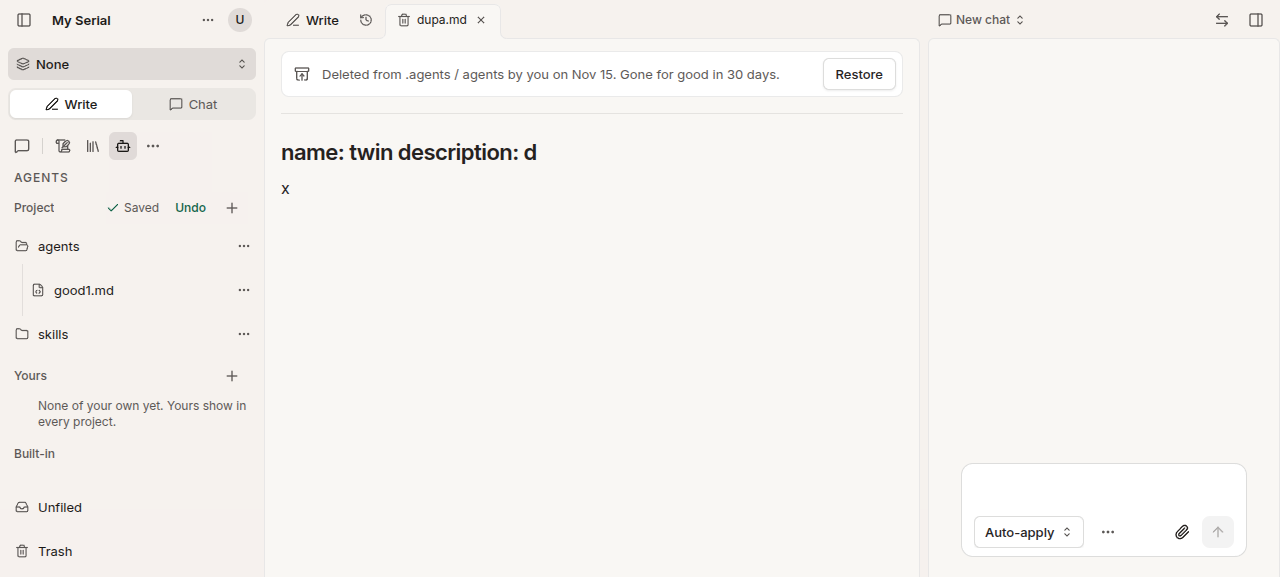 My Serial
U
Write
dupa.md
New chat
None
Deleted from .agents / agents by you on Nov 15. Gone for good in 30 days.
Restore
Write
Chat
AGENTS
name: twin description: d
x
Project
Saved
Undo
agents
good1.md
skills
Yours
None of your own yet. Yours show in
every project.
Built-in
Unfiled
Trash
Auto-apply